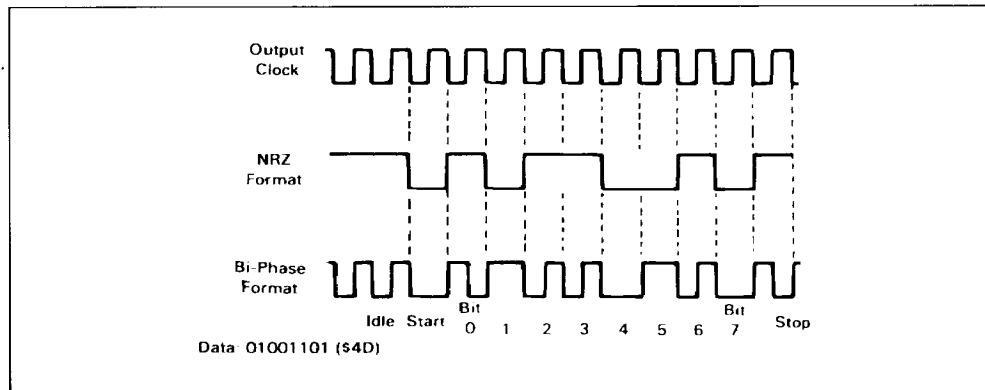 Output
Clock
NRZ
Format
Bi-Phase
Format
Idle Start Bit 0 1 2 3 4 5 6 Bit 7 Stop
Data: 01001101 ($4D)